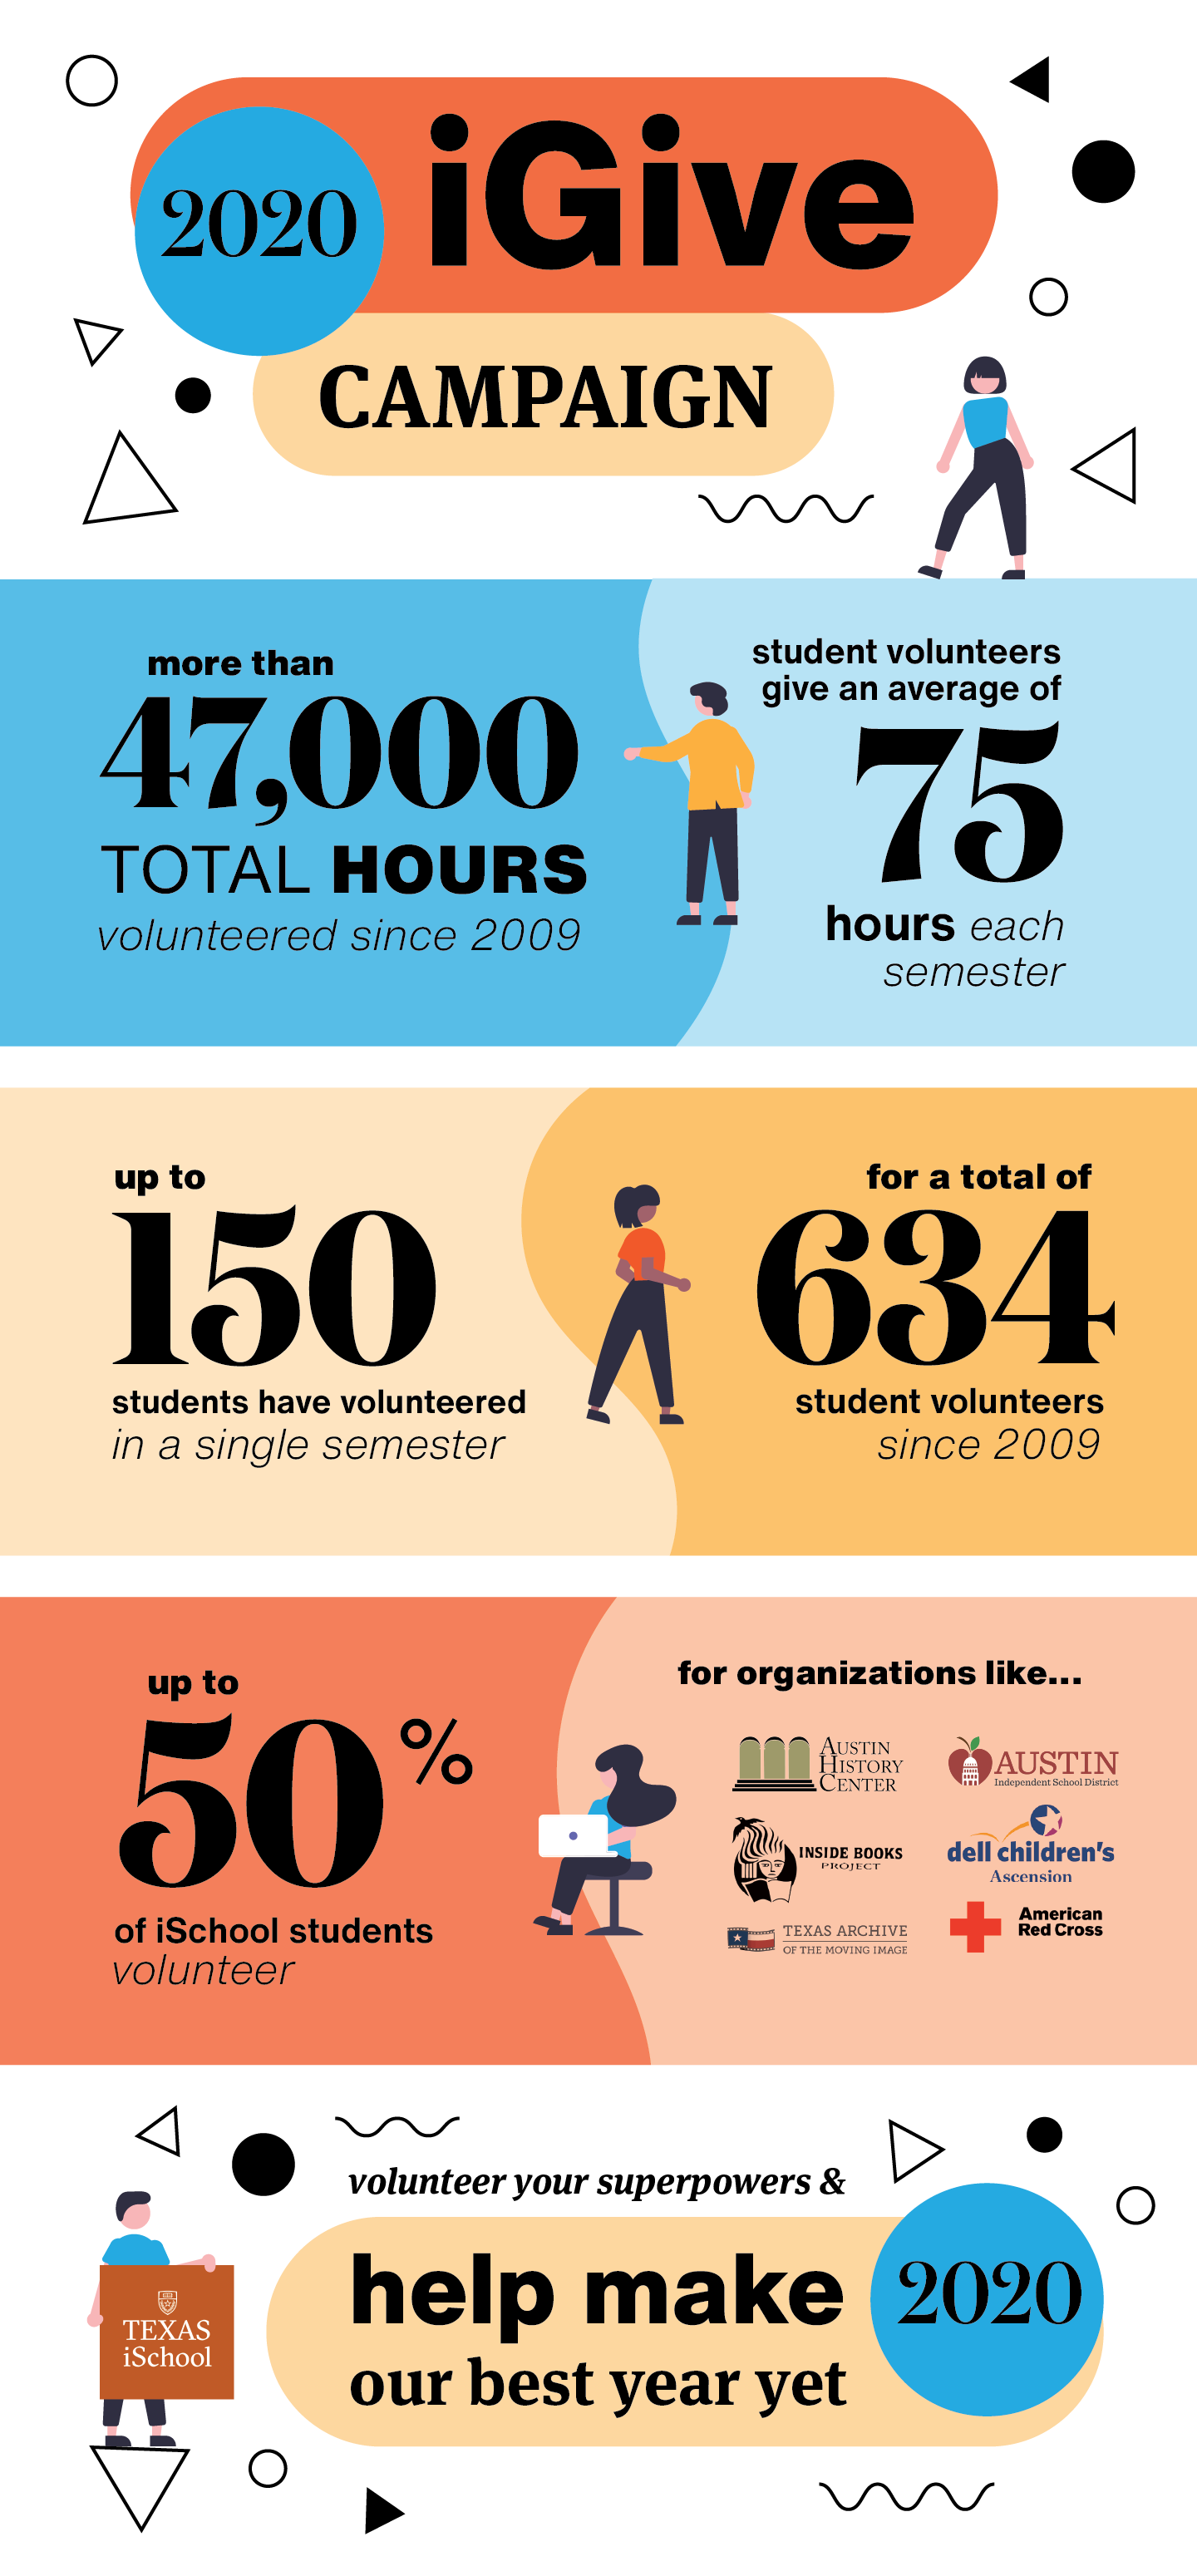 2020
iGive
CAMPAIGN
more than
47,000
TOTAL HOURS
volunteered since 2009
student volunteers
give an average of
75
hours each
semester
up to
150
students have volunteered
in a single semester
for a total of
634
student volunteers
since 2009
up to
50%
of iSchool students
volunteer
for organizations like...
AUSTIN
HISTORY
CENTER
AUSTIN
Independent School District
INSIDE BOOKS
PROJECT
dell children's
Ascension
TEXAS ARCHIVE
OF THE MOVING IMAGE
American
Red Cross
volunteer your superpowers &
help make
our best year yet
2020
TEXAS
iSchool